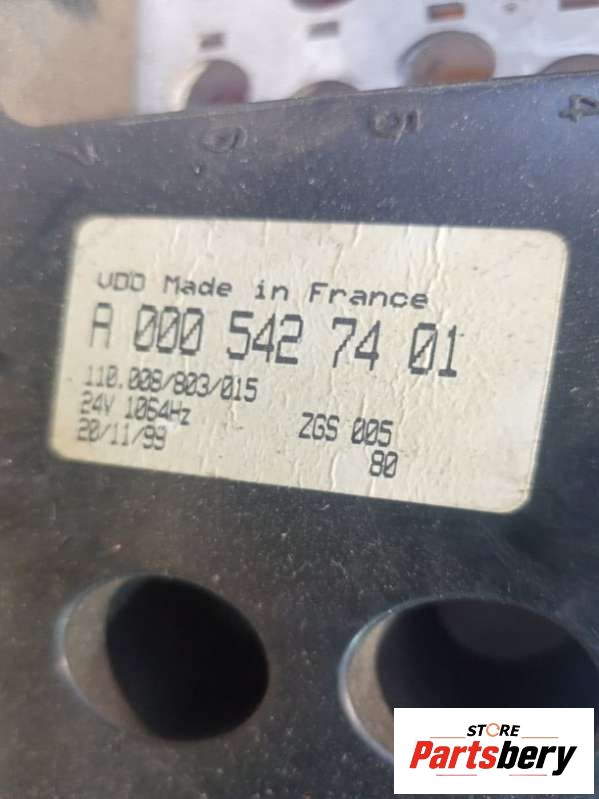 VDO Made in France
A 000 542 74 01
110.008/803/015
24V 1064Hz
ZGS 005
20/11/99
80
STORE
Partsbery